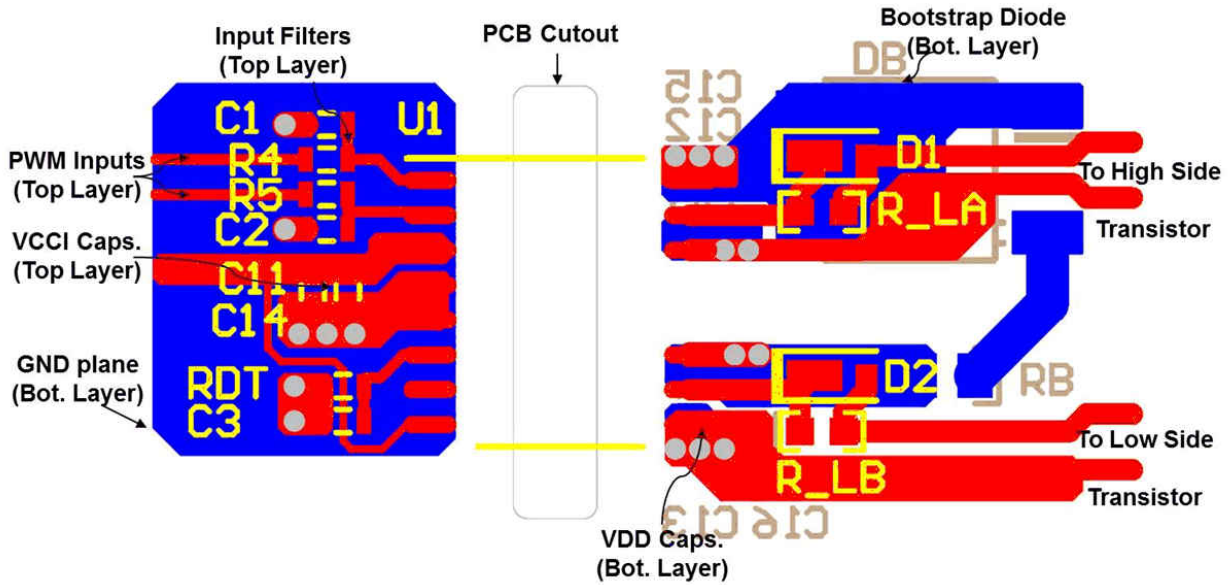 Input Filters
(Top Layer)
PCB Cutout
Bootstrap Diode
(Bot. Layer)
DB
C15
C12
C1
U1
PWM Inputs
(Top Layer)
R4
R5
D1
To High Side
R_LA
Transistor
C2
VCCI Caps.
(Top Layer)
C11
C14
GND plane
(Bot. Layer)
RDT
C3
D2
RB
To Low Side
R_LB
Transistor
C13
C16
C1
VDD Caps.
(Bot. Layer)